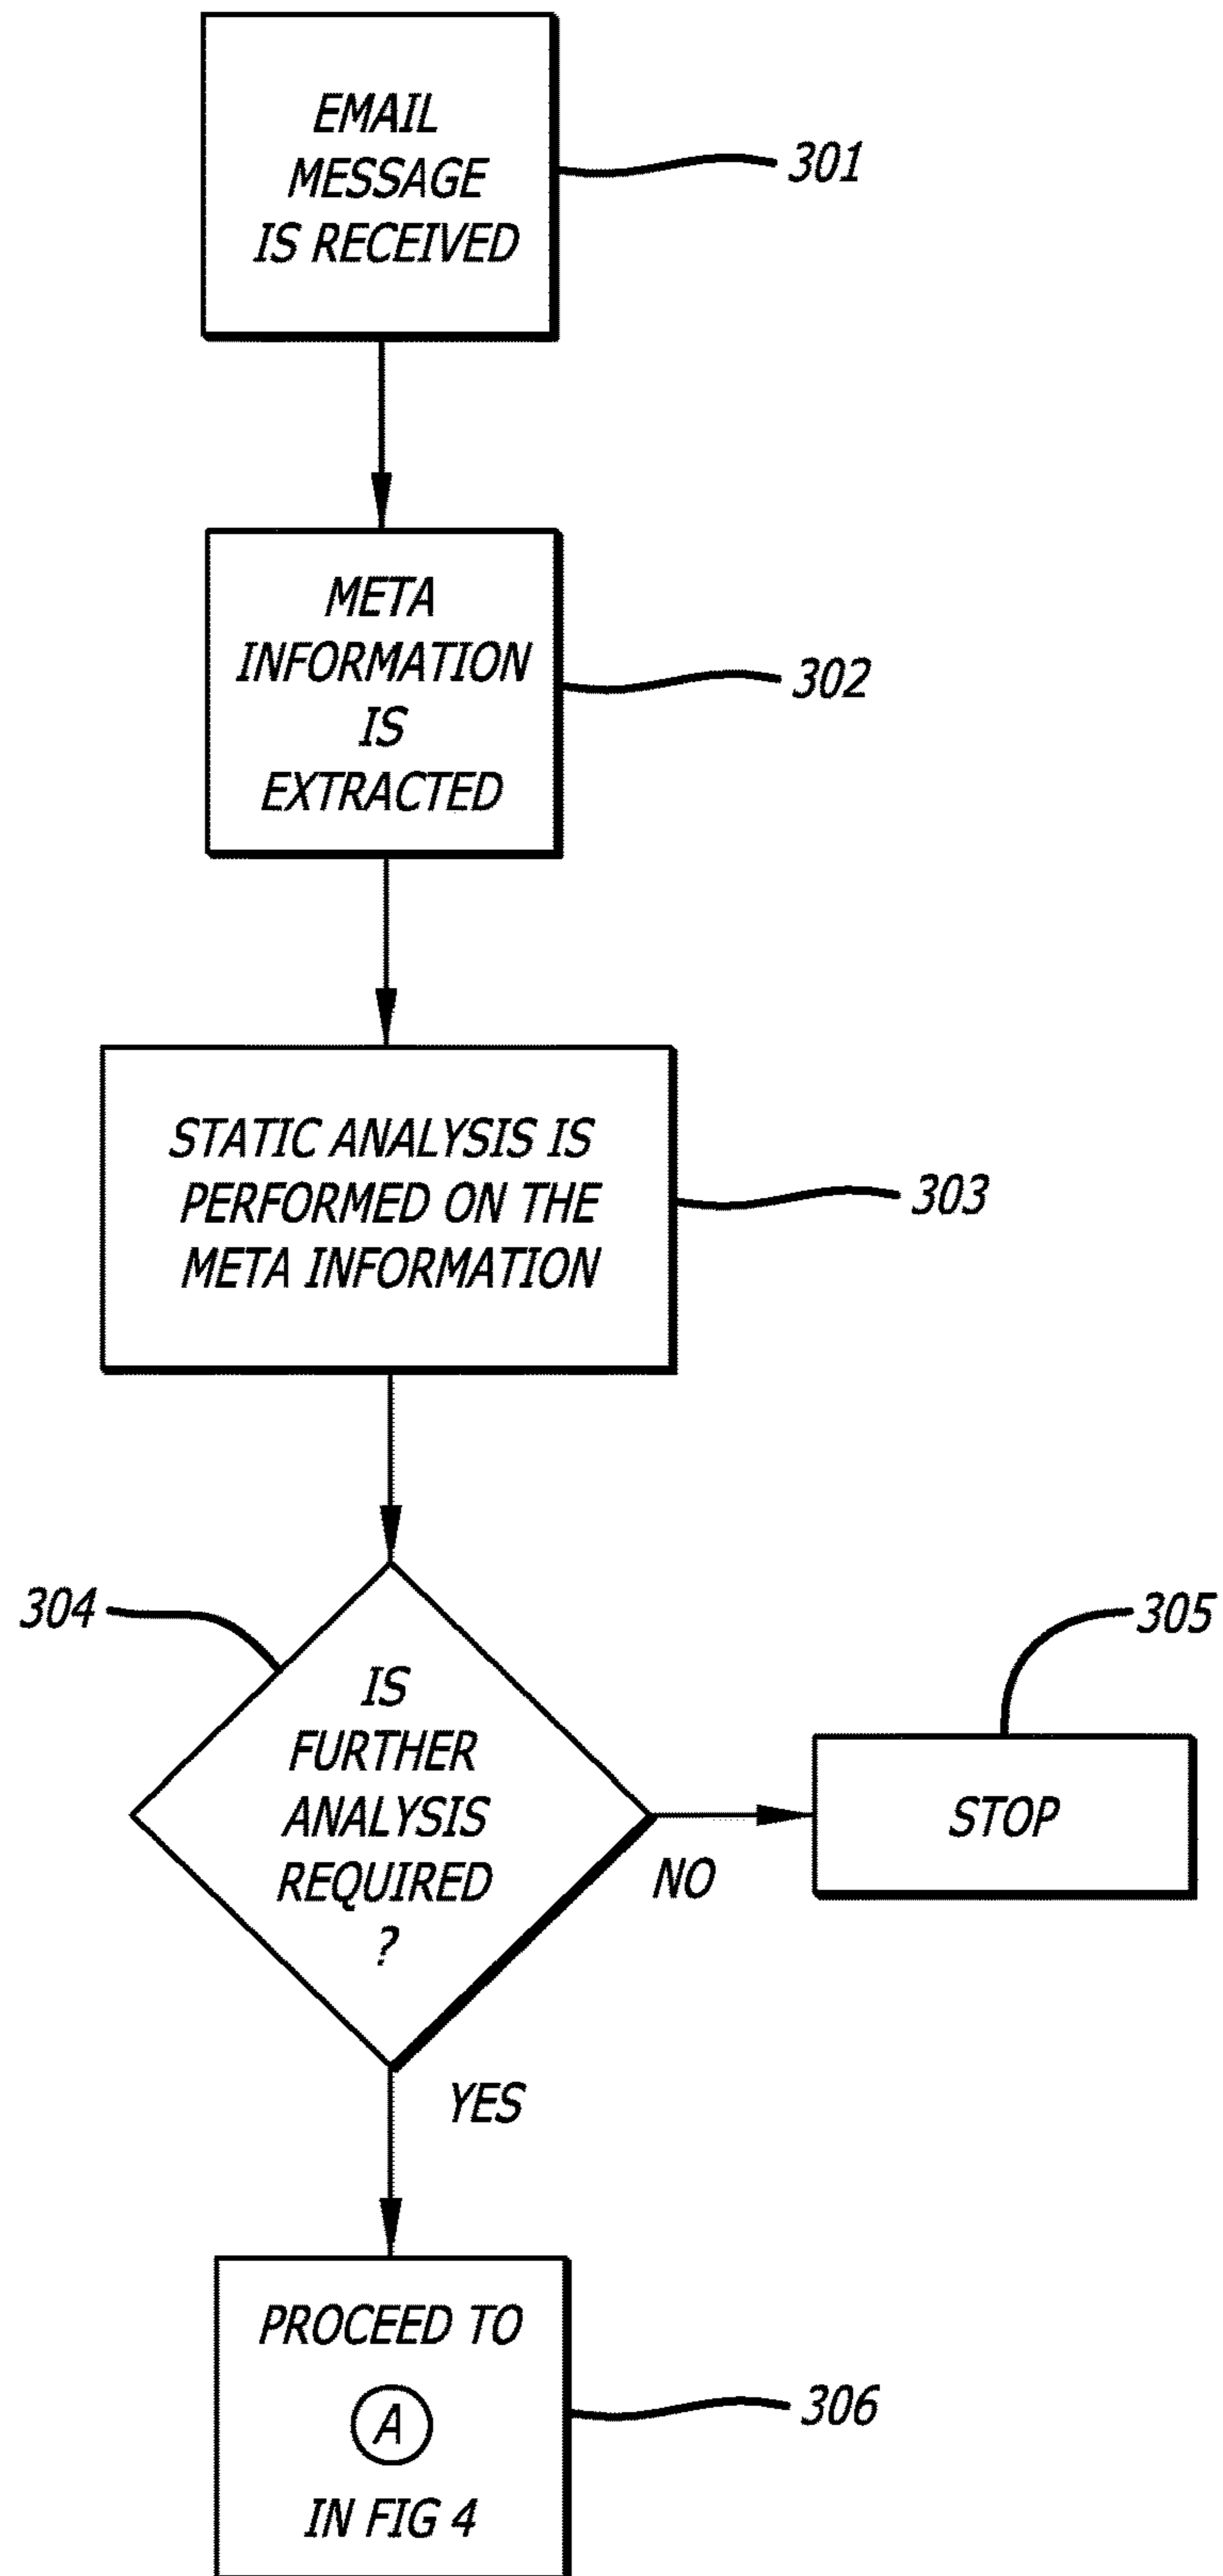 EMAIL
MESSAGE
IS RECEIVED
301
META
INFORMATION
IS
EXTRACTED
302
STATIC ANALYSIS IS
PERFORMED ON THE
META INFORMATION
303
304
305
IS
FURTHER
ANALYSIS
REQUIRED
?
NO
STOP
YES
PROCEED TO
A
IN FIG 4
306